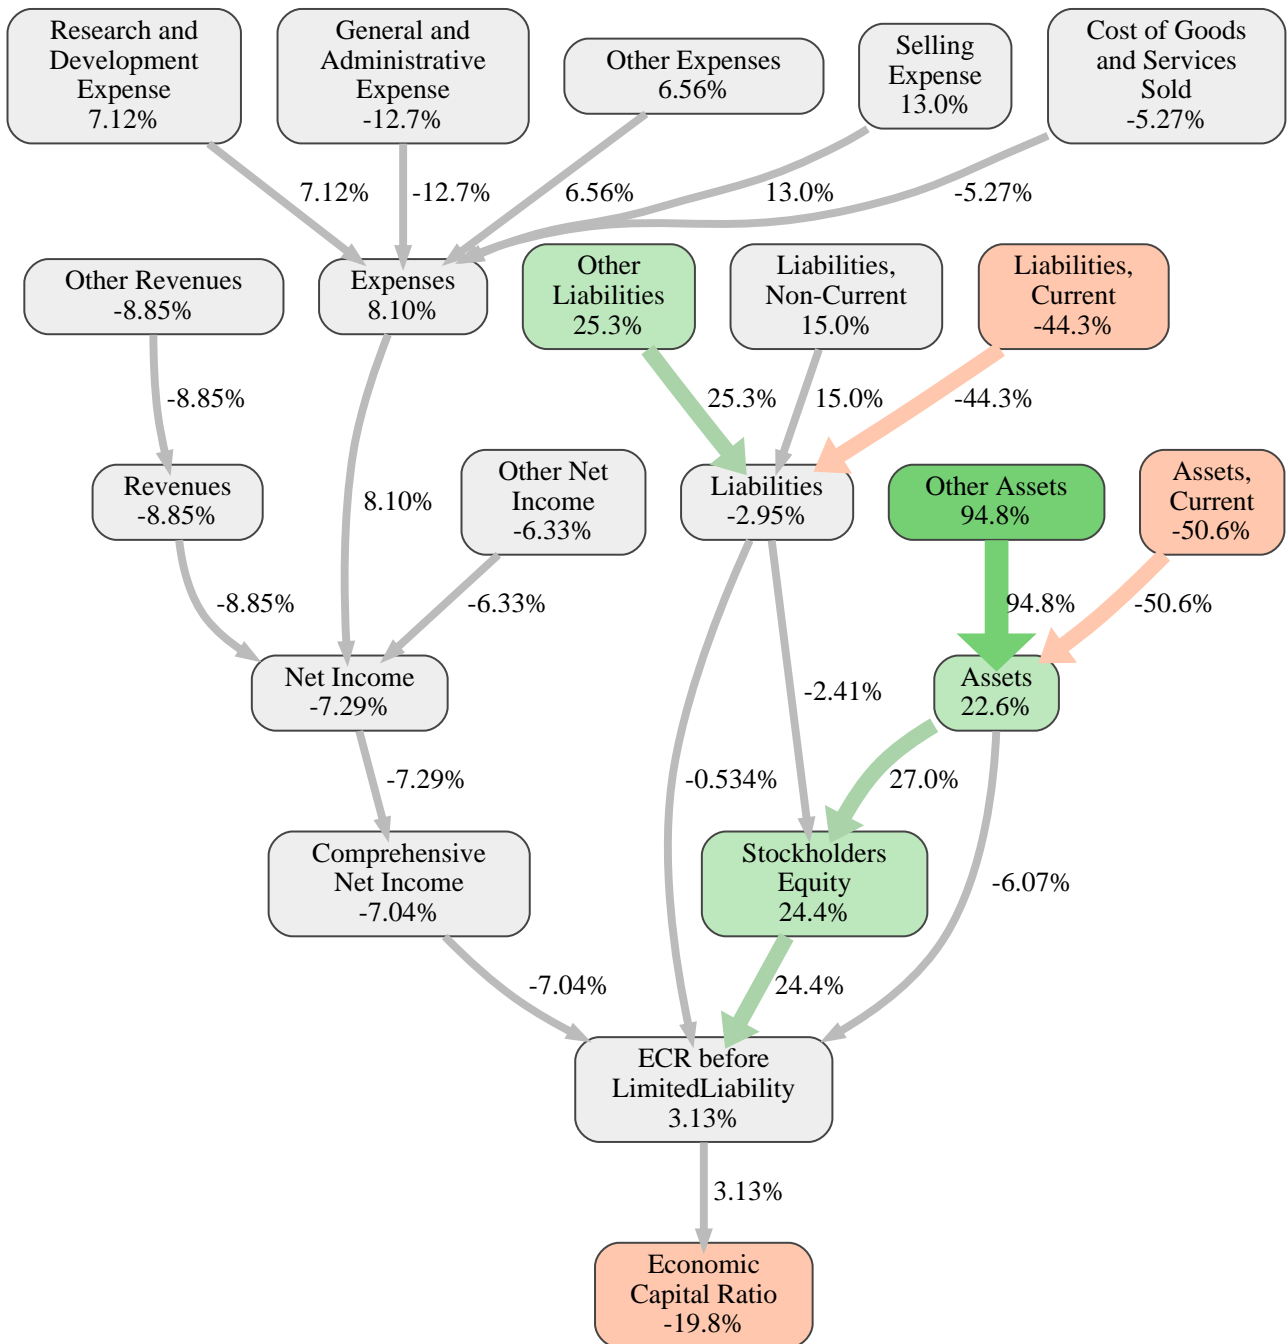 Research and
Development
Expense
7.12%
General and
Administrative
Expense
-12.7%
Other Expenses
6.56%
Selling
Expense
13.0%
Cost of Goods
and Services
Sold
-5.27%
7.12%
-12.7%
6.56%
13.0%
-5.27%
Other Revenues
-8.85%
Expenses
8.10%
Other
Liabilities
25.3%
Liabilities,
Non-Current
15.0%
Liabilities,
Current
-44.3%
-8.85%
25.3%
15.0%
-44.3%
Revenues
-8.85%
8.10%
Other Net
Income
-6.33%
Liabilities
-2.95%
Other Assets
94.8%
Assets,
Current
-50.6%
-8.85%
-6.33%
94.8%
-50.6%
Net Income
-7.29%
-2.41%
Assets
22.6%
-7.29%
-0.534%
27.0%
Comprehensive
Net Income
-7.04%
Stockholders
Equity
24.4%
-6.07%
-7.04%
24.4%
ECR before
LimitedLiability
3.13%
3.13%
Economic
Capital Ratio
-19.8%